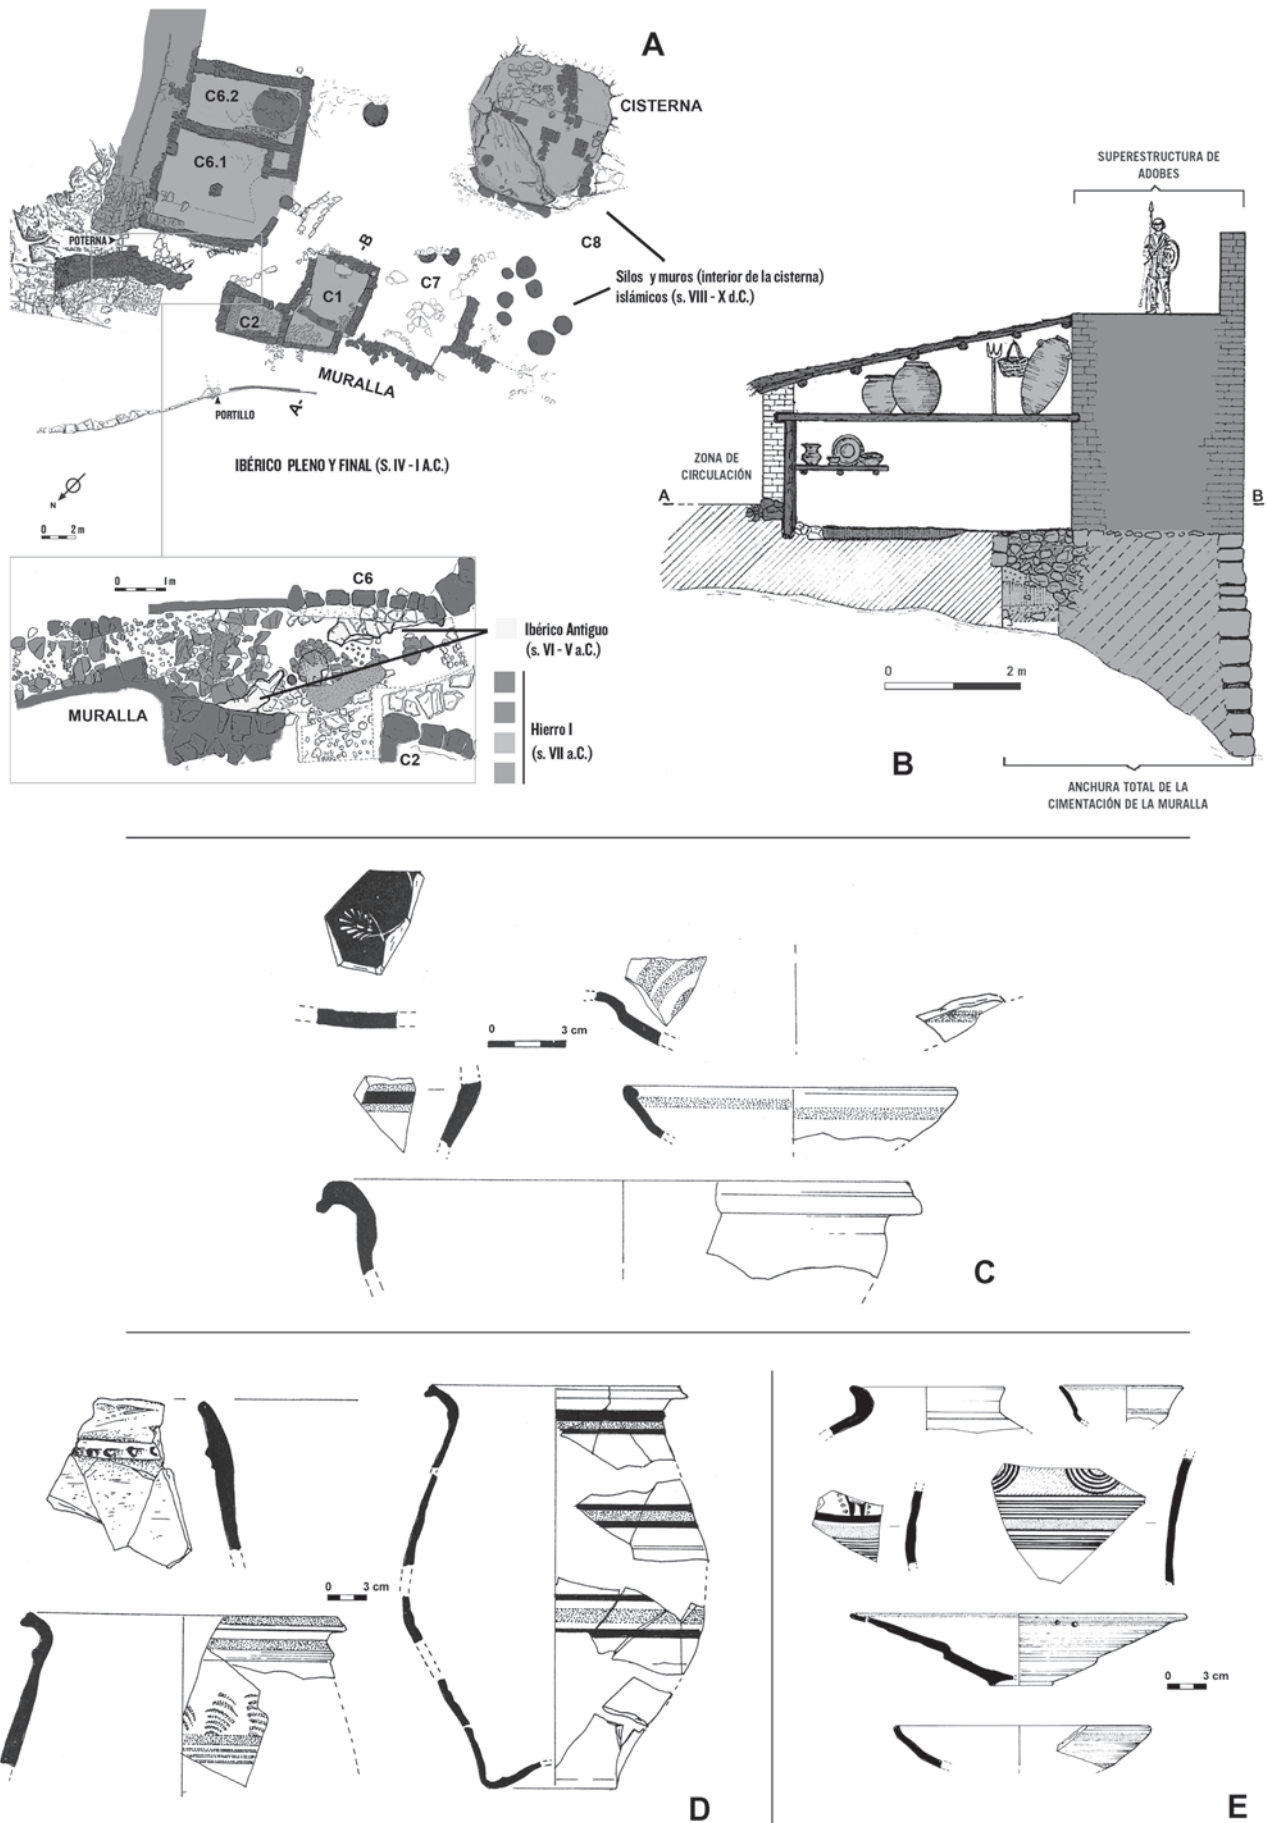 A
C6.2
CISTERNA
C6.1
POTERNA
-B
C8
C7
C1
C2
Silos y muros (interior de la cisterna)
islámicos (s. VIII - X d.C.)
MURALLA
A-
PORTILLO
IBÉRICO PLENO Y FINAL (S. IV - I A.C.)
N
0 2 m
SUPERESTRUCTURA DE
ADOBES
ZONA DE
CIRCULACIÓN
A
B
0 2 m
B
ANCHURA TOTAL DE LA
CIMENTACIÓN DE LA MURALLA
0 1 m
C6
Ibérico Antiguo
(s. VI - V a.C.)
MURALLA
Hierro I
(s. VII a.C.)
C2
0 3 cm
C
0 3 cm
D
0 3 cm
E